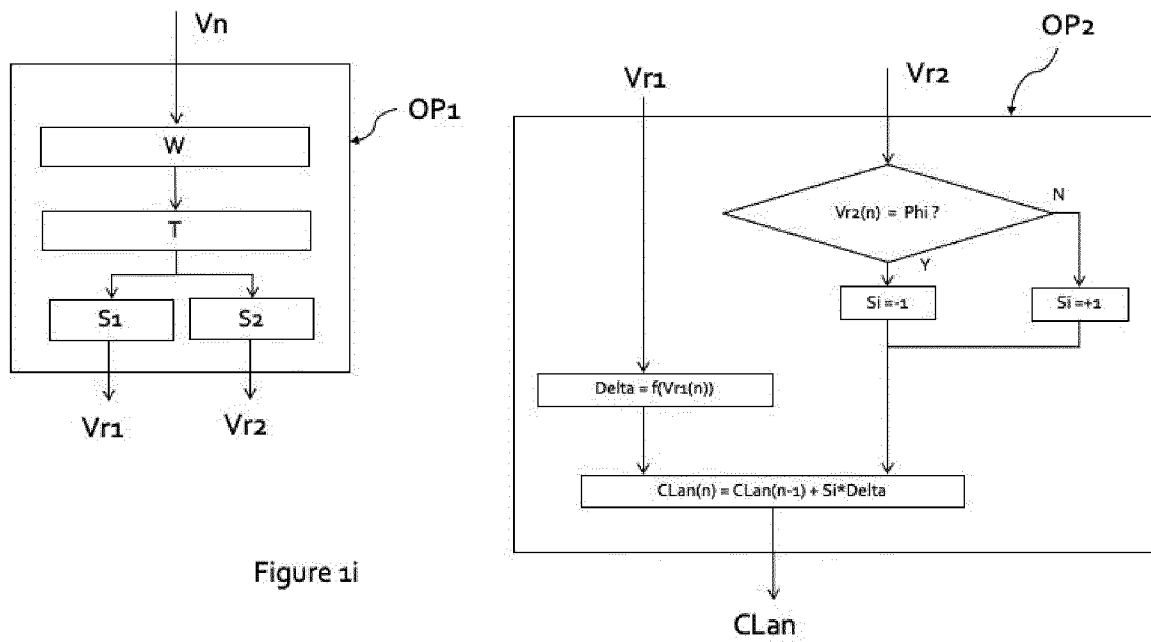 Vn
OP1
W
T
S1
S2
Vr1
Vr2
OP2
Vr1
Vr2
Vr2(n) = Phi ?
N
Y
Si =-1
Si =+1
Delta = f(Vr1(n))
CLan(n) = CLan(n-1) + Si*Delta
CLan
Figure 1i